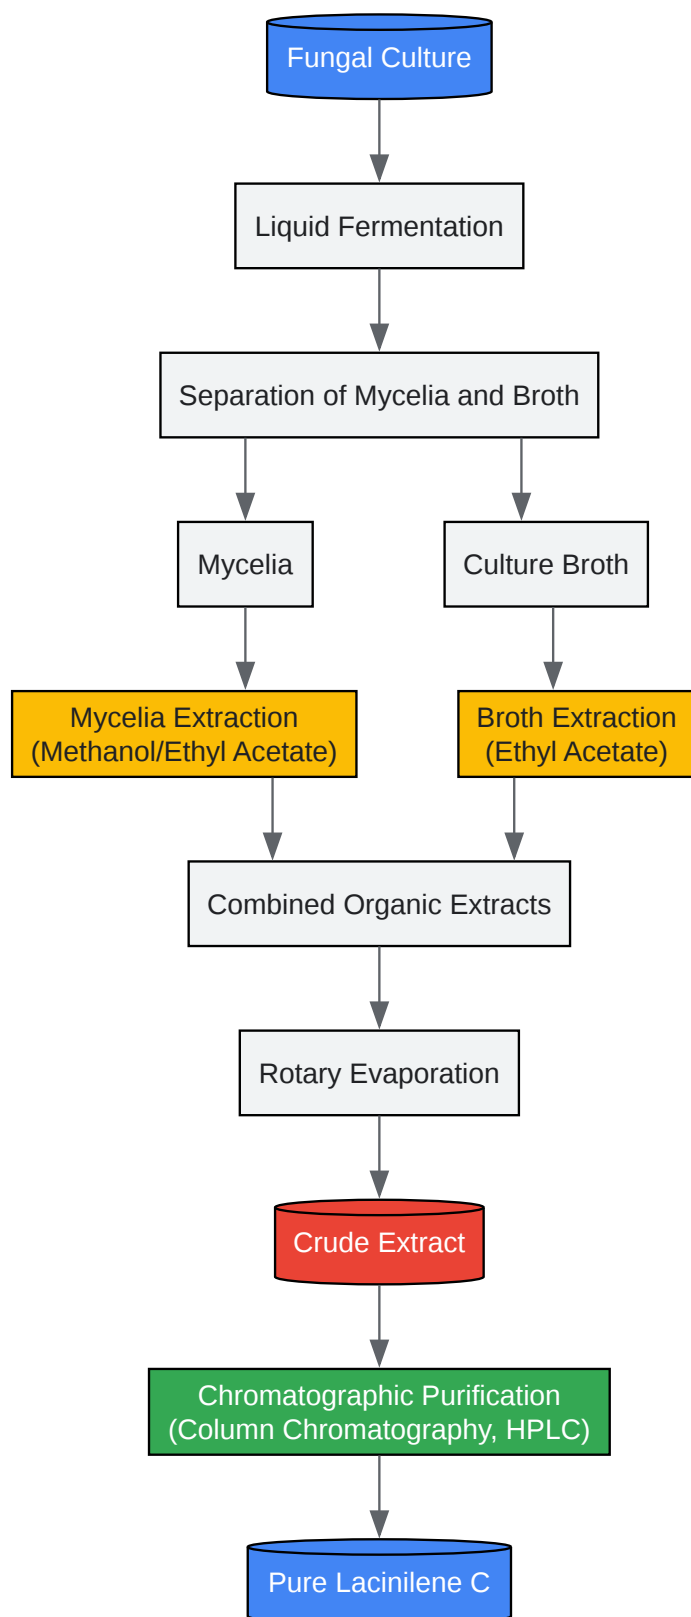 Fungal Culture
Liquid Fermentation
Separation of Mycelia and Broth
Mycelia
Culture Broth
Mycelia Extraction
(Methanol/Ethyl Acetate)
Broth Extraction
(Ethyl Acetate)
Combined Organic Extracts
Rotary Evaporation
Crude Extract
Chromatographic Purification
(Column Chromatography, HPLC)
Pure Lacinilene C